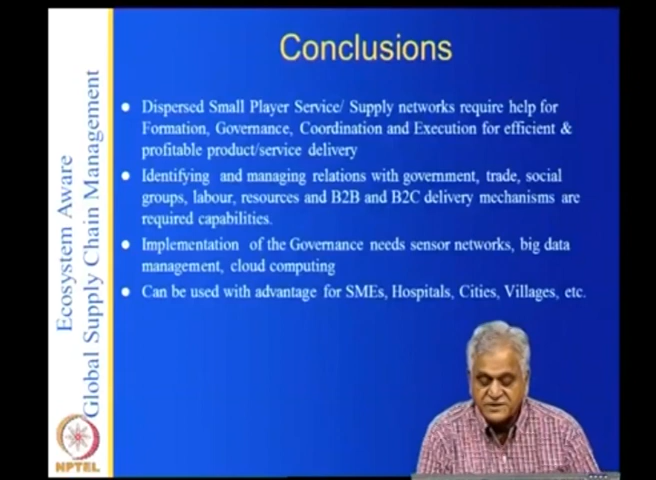 Conclusions
Dispersed Small Player Service/ Supply networks require help for
Formation, Governance, Coordination and Execution for efficient &
profitable product/service delivery
Identifying and managing relations with government, trade, social
groups, labour, resources and B2B and B2C delivery mechanisms are
required capabilities.
Implementation of the Governance needs sensor networks, big data
management, cloud computing
Can be used with advantage for SMEs, Hospitals, Cities, Villages, etc.
Ecosystem Aware
Global Supply Chain Management
NPTEL